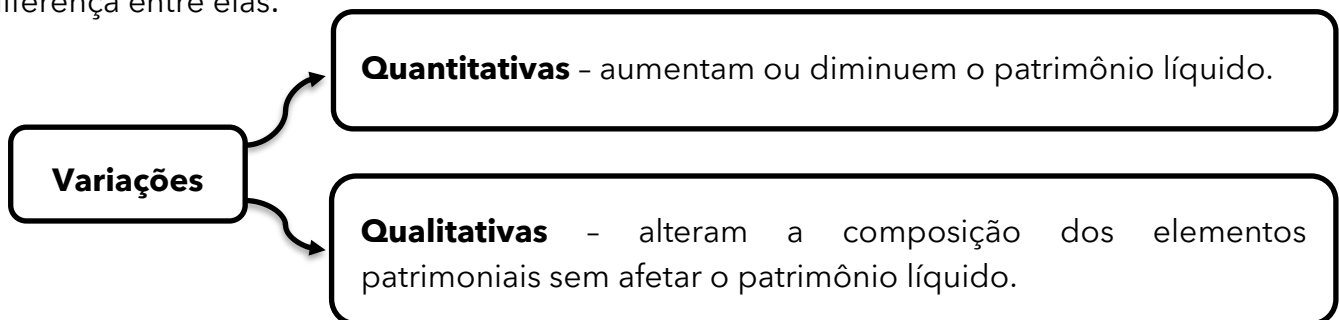 diferença entre elas.
Quantitativas – aumentam ou diminuem o patrimônio líquido.
Variações
Qualitativas – alteram a composição dos elementos
patrimoniais sem afetar o patrimônio líquido.